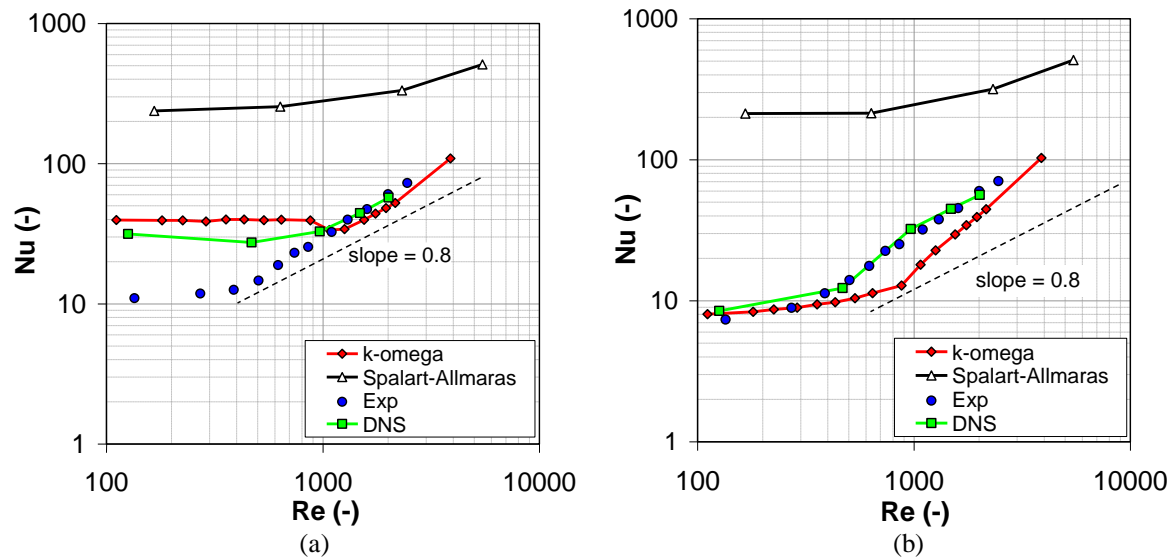 1000
100
10
1
Nu (-)
100
1000
10000
Re (-)
slope = 0.8
k-omega
Spalart-Allmaras
Exp
DNS
(a)
1000
100
10
1
Nu (-)
100
1000
10000
Re (-)
slope = 0.8
k-omega
Spalart-Allmaras
Exp
DNS
(b)